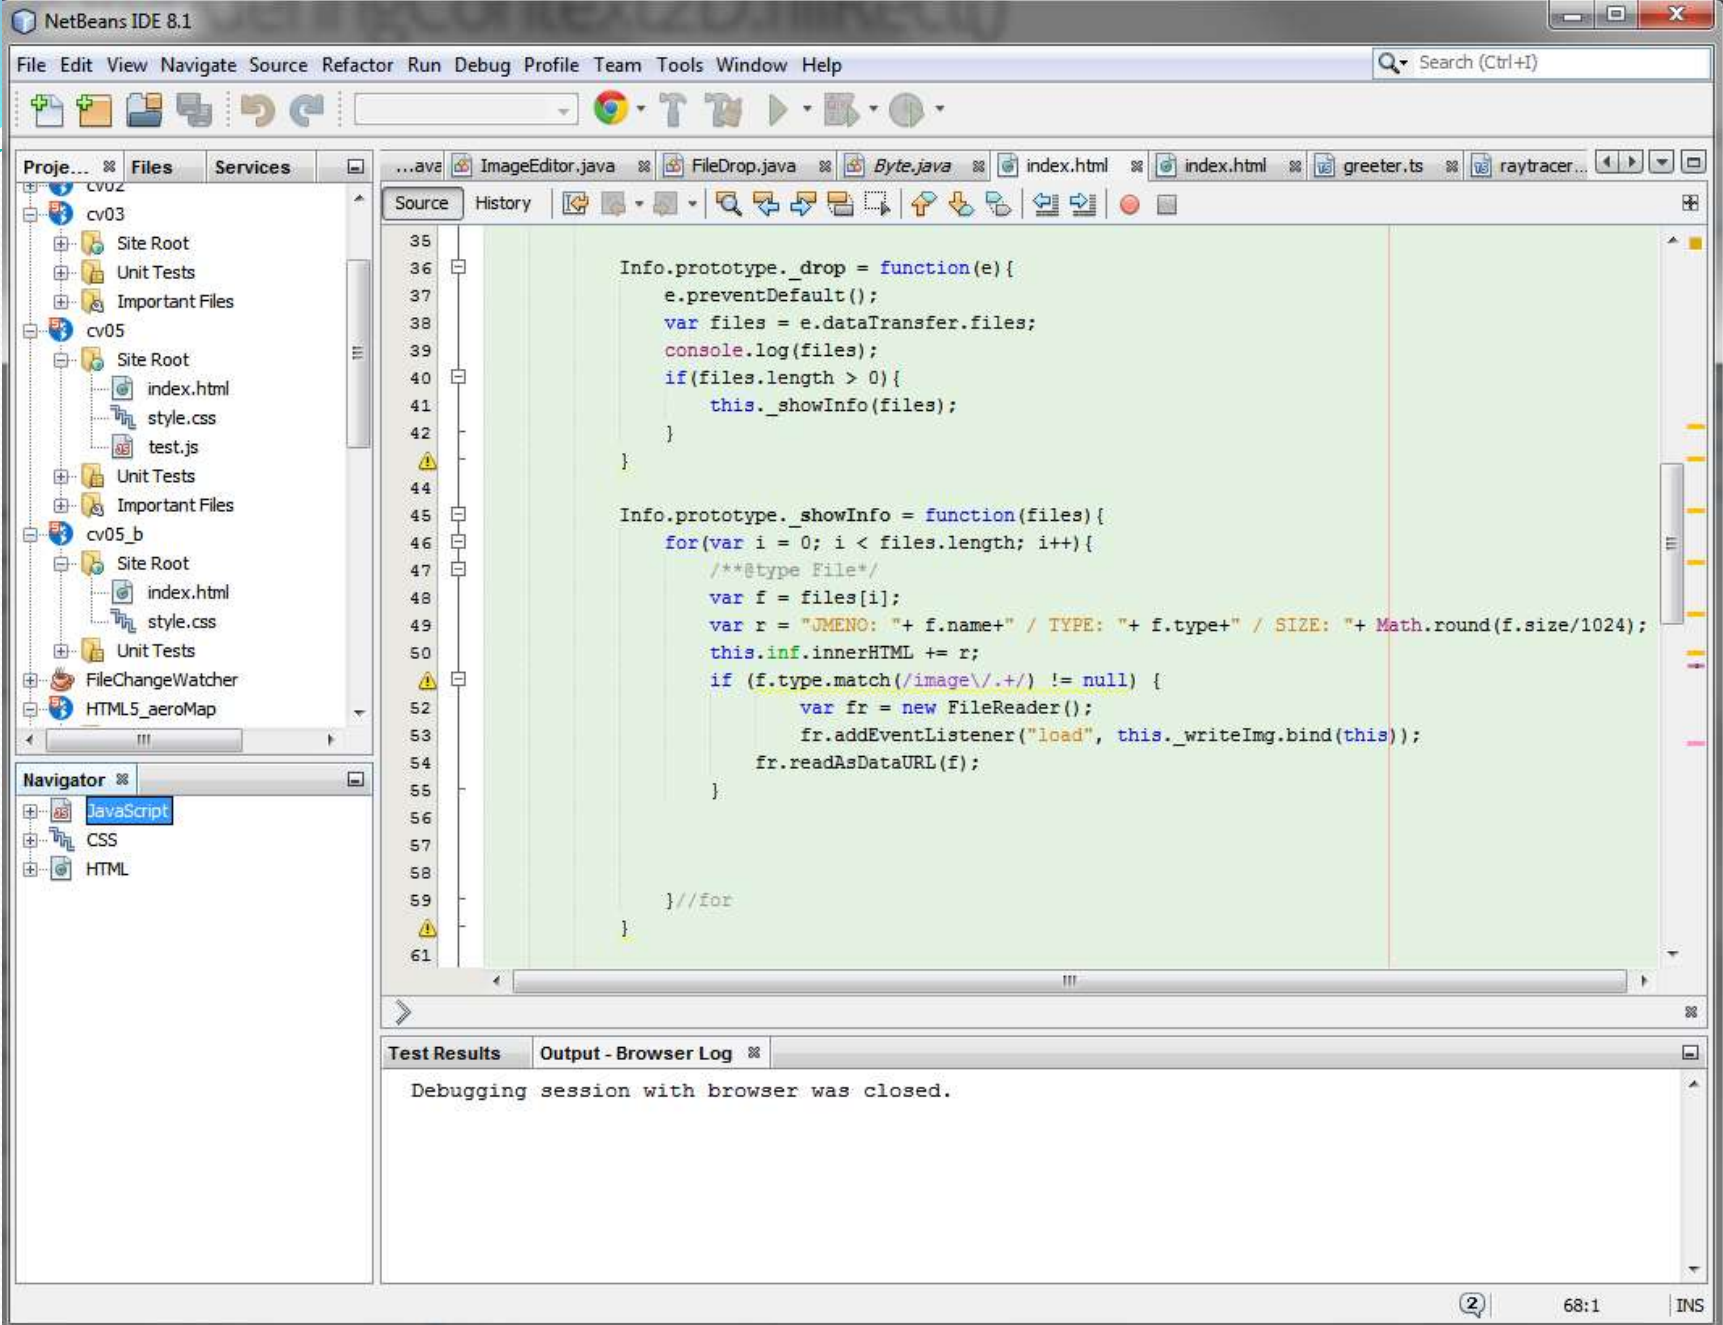 NetBeans IDE 8.1
File Edit View Navigate Source Refactor Run Debug Profile Team Tools Window Help
Search (Ctrl+I)
Proje... Files Services
...ava ImageEditor.java FileDrop.java Byte.java index.html index.html greeter.ts raytracer...
Source History
cv02
cv03
Site Root
Unit Tests
Important Files
cv05
Site Root
index.html
style.css
test.js
Unit Tests
Important Files
cv05_b
Site Root
index.html
style.css
Unit Tests
FileChangeWatcher
HTML5_aeroMap
Navigator
JavaScript
CSS
HTML
35
36 Info.prototype._drop = function(e){
37 e.preventDefault();
38 var files = e.dataTransfer.files;
39 console.log(files);
40 if(files.length > 0){
41 this._showInfo(files);
42 }
}
44
45 Info.prototype._showInfo = function(files){
46 for(var i = 0; i < files.length; i++){
47 /**@type File*/
48 var f = files[i];
49 var r = "JMENO: "+ f.name+" / TYPE: "+ f.type+" / SIZE: "+ Math.round(f.size/1024);
50 this.inf.innerHTML += r;
if (f.type.match(/image\/.+/) != null) {
52 var fr = new FileReader();
53 fr.addEventListener("load", this._writeImg.bind(this));
54 fr.readAsDataURL(f);
55 }
56
57
58
59 }//for
}
61
Test Results Output - Browser Log
Debugging session with browser was closed.
2 68:1 INS